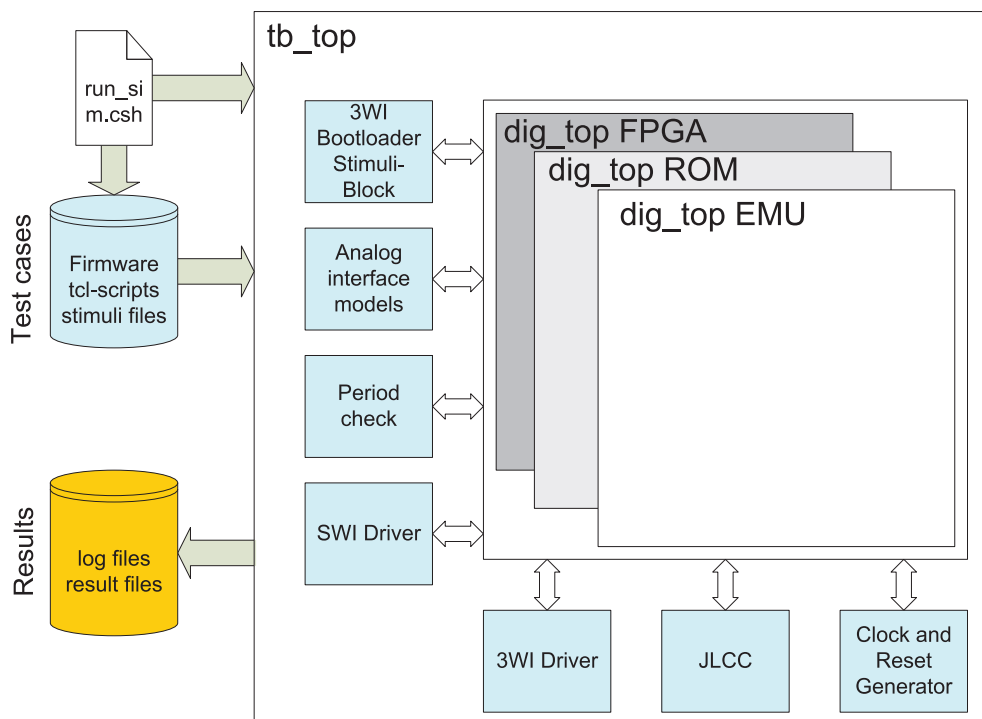 tb_top
run_si
m.csh
3WI
Bootloader
Stimuli-
Block
dig_top FPGA
dig_top ROM
dig_top EMU
Test cases
Firmware
tcl-scripts
stimuli files
Analog
interface
models
Period
check
Results
log files
result files
SWI Driver
3WI Driver
JLCC
Clock and
Reset
Generator